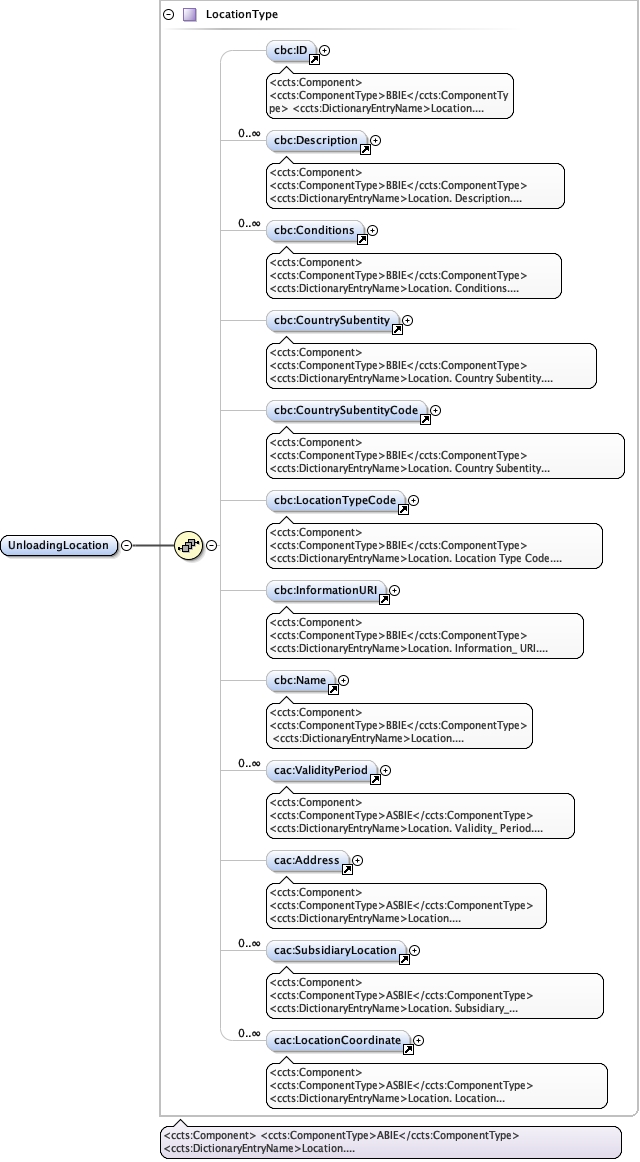 LocationType
cbc:ID
<ccts:Component>
<ccts:ComponentType>BBIE</ccts:ComponentTy
pe> <ccts:DictionaryEntryName>Location....
0..∞
cbc:Description
<ccts:Component>
<ccts:ComponentType>BBIE</ccts:ComponentType>
<ccts:DictionaryEntryName>Location. Description....
0..∞
cbc:Conditions
<ccts:Component>
<ccts:ComponentType>BBIE</ccts:ComponentType>
<ccts:DictionaryEntryName>Location. Conditions....
cbc:CountrySubentity
<ccts:Component>
<ccts:ComponentType>BBIE</ccts:ComponentType>
<ccts:DictionaryEntryName>Location. Country Subentity....
cbc:CountrySubentityCode
<ccts:Component>
<ccts:ComponentType>BBIE</ccts:ComponentType>
<ccts:DictionaryEntryName>Location. Country Subentity...
cbc:LocationTypeCode
<ccts:Component>
<ccts:ComponentType>BBIE</ccts:ComponentType>
<ccts:DictionaryEntryName>Location. Location Type Code....
UnloadingLocation
cbc:InformationURI
<ccts:Component>
<ccts:ComponentType>BBIE</ccts:ComponentType>
<ccts:DictionaryEntryName>Location. Information_ URI....
cbc:Name
<ccts:Component>
<ccts:ComponentType>BBIE</ccts:ComponentType>
<ccts:DictionaryEntryName>Location....
0..∞
cac:ValidityPeriod
<ccts:Component>
<ccts:ComponentType>ASBIE</ccts:ComponentType>
<ccts:DictionaryEntryName>Location. Validity_ Period....
cac:Address
<ccts:Component>
<ccts:ComponentType>ASBIE</ccts:ComponentType>
<ccts:DictionaryEntryName>Location....
0..∞
cac:SubsidiaryLocation
<ccts:Component>
<ccts:ComponentType>ASBIE</ccts:ComponentType>
<ccts:DictionaryEntryName>Location. Subsidiary_...
0..∞
cac:LocationCoordinate
<ccts:Component>
<ccts:ComponentType>ASBIE</ccts:ComponentType>
<ccts:DictionaryEntryName>Location. Location...
<ccts:Component> <ccts:ComponentType>ABIE</ccts:ComponentType>
<ccts:DictionaryEntryName>Location....